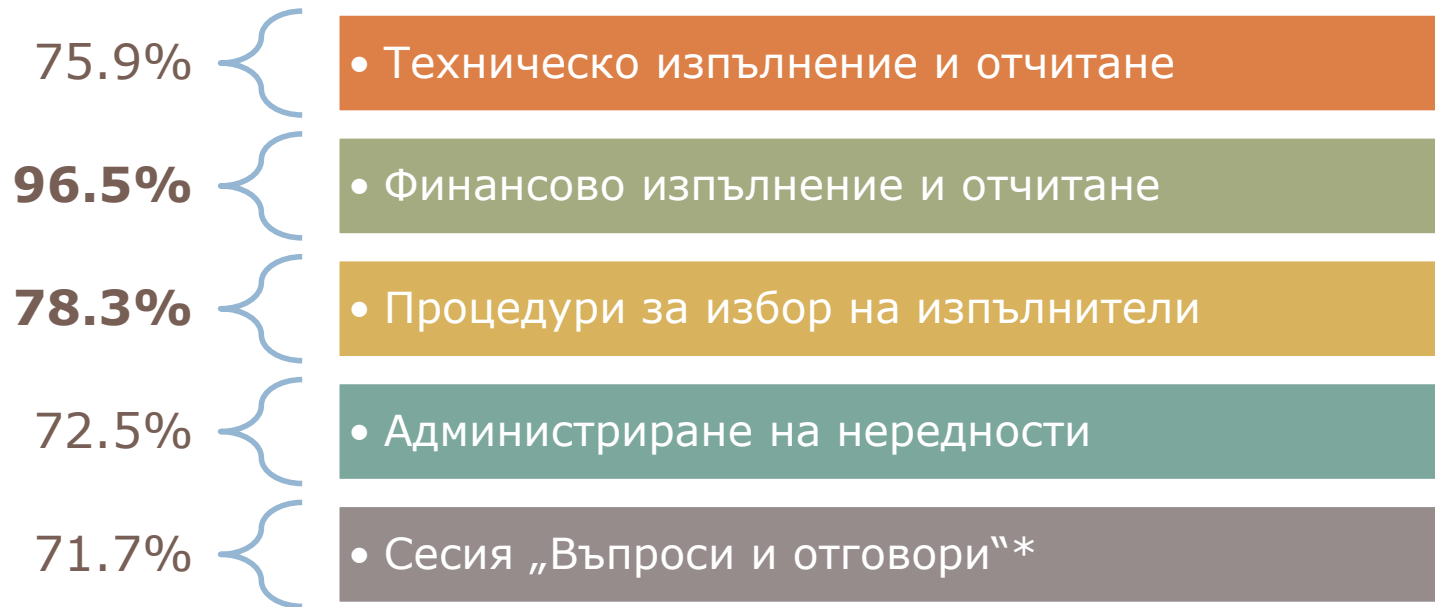 75.9% • Техническо изпълнение и отчитане
96.5% • Финансово изпълнение и отчитане
78.3% • Процедури за избор на изпълнители
72.5% • Администриране на нередности
71.7% • Сесия „Въпроси и отговори“*